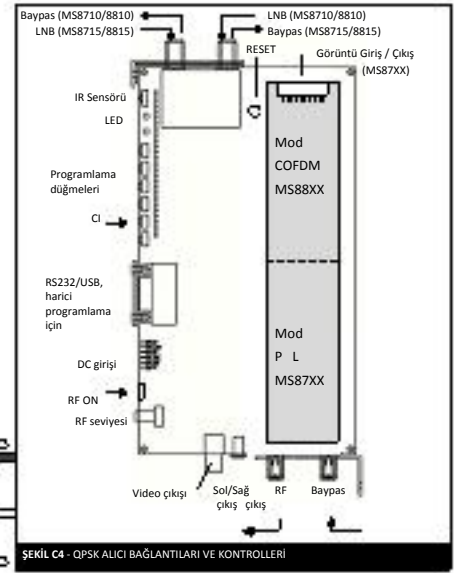 Baypas (MS8710/8810)
LNB (MS8715/8815)
LNB (MS8710/8810)
Baypas (MS8715/8815)
RESET
Görüntü Giriş / Çıkış
(MS87XX)
IR Sensörü
LED
Programlama
düğmeleri
CI
RS232/USB,
harici
programlama
için
DC girişi
RF ON
RF seviyesi
Mod
COFDM
MS88XX
Mod
P L
MS87XX
Video çıkışı
Sol/Sağ
çıkış çıkış
RF
Baypas
ŞEKİL C4 - QPSK ALICI BAĞLANTILARI VE KONTROLLERİ